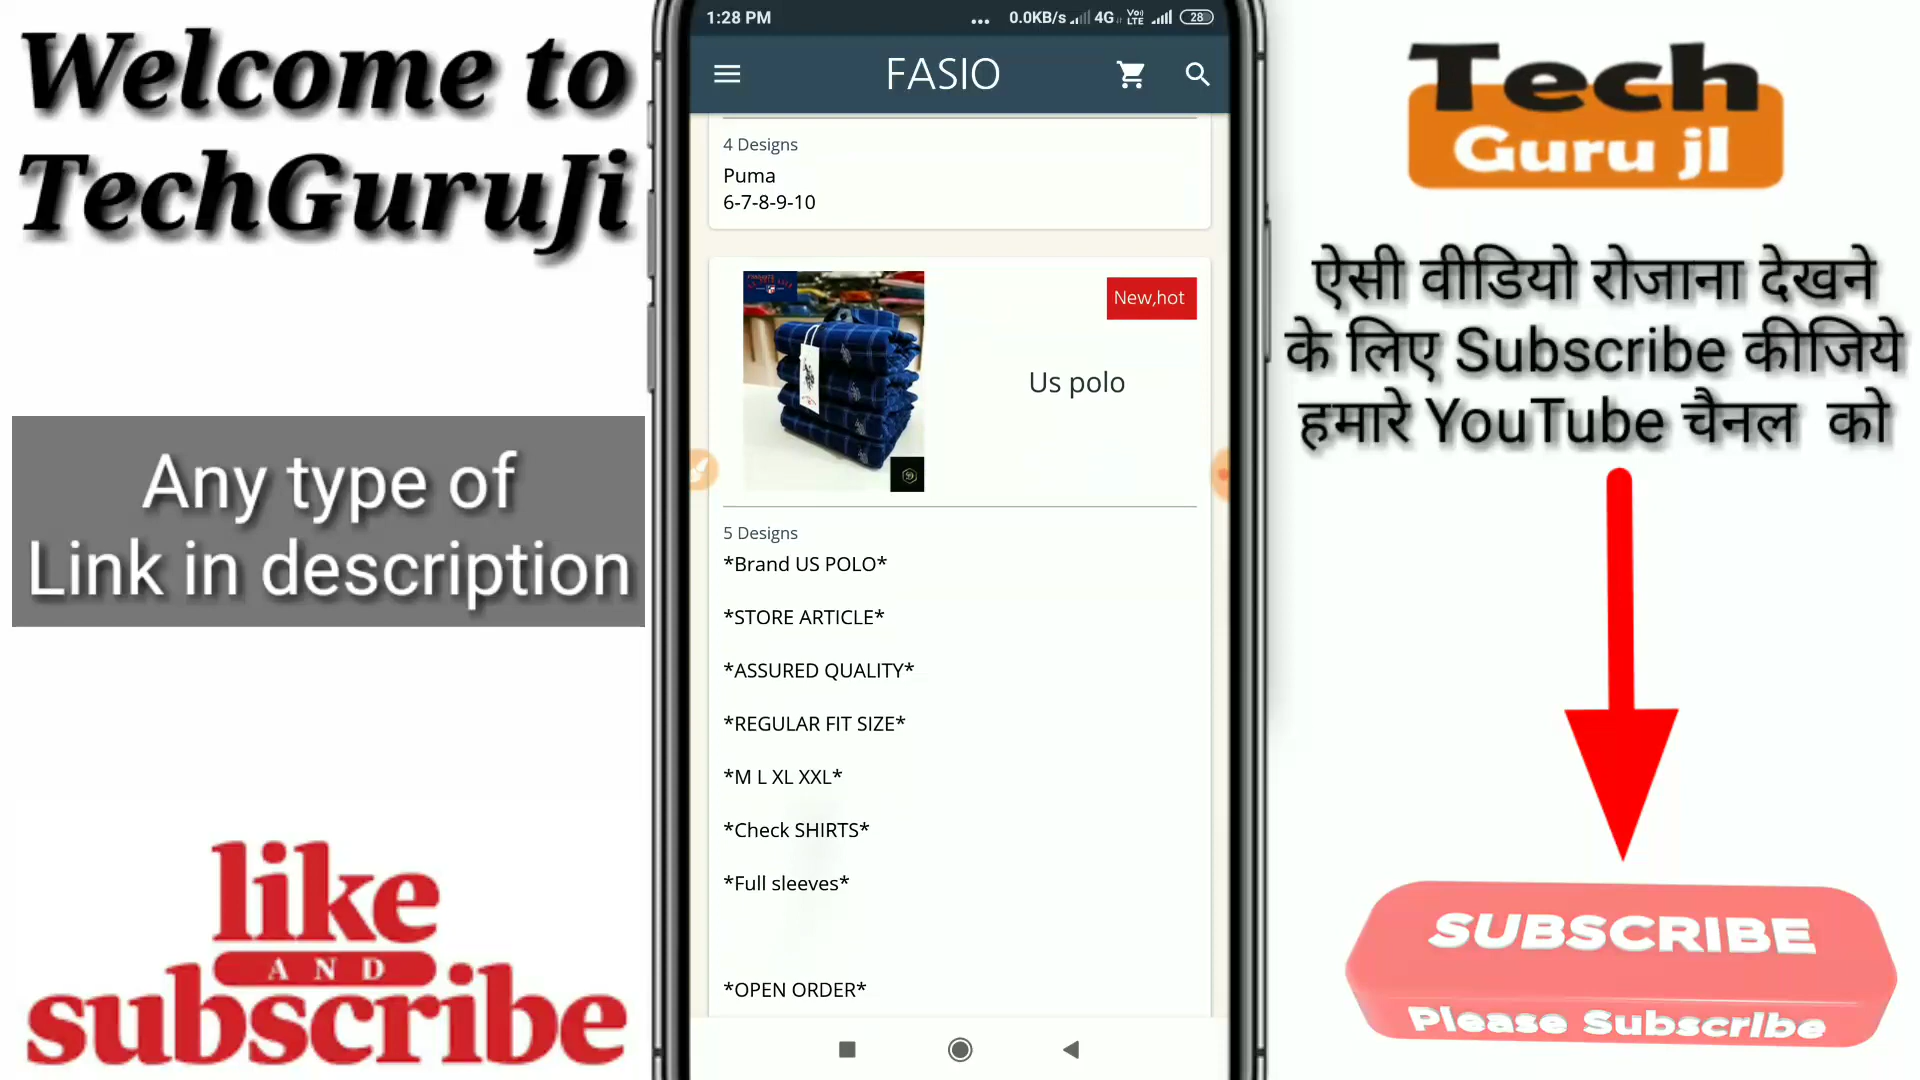 Welcome to
TechGuruJi
Any type of
Link in description
like
AND
subscribe
1:28 PM
... 0.0KB/s 4G Vo) LTE 28
FASIO
4 Designs
Puma
6-7-8-9-10
New,hot
Us polo
5 Designs
*Brand US POLO*
*STORE ARTICLE*
*ASSURED QUALITY*
*REGULAR FIT SIZE*
*M L XL XXL*
*Check SHIRTS*
*Full sleeves*
*OPEN ORDER*
Tech
Guru jI
ऐसी वीडियो रोजाना देखने
के लिए Subscribe कीजिये
हमारे YouTube चैनल को
SUBSCRIBE
Please Subscribe